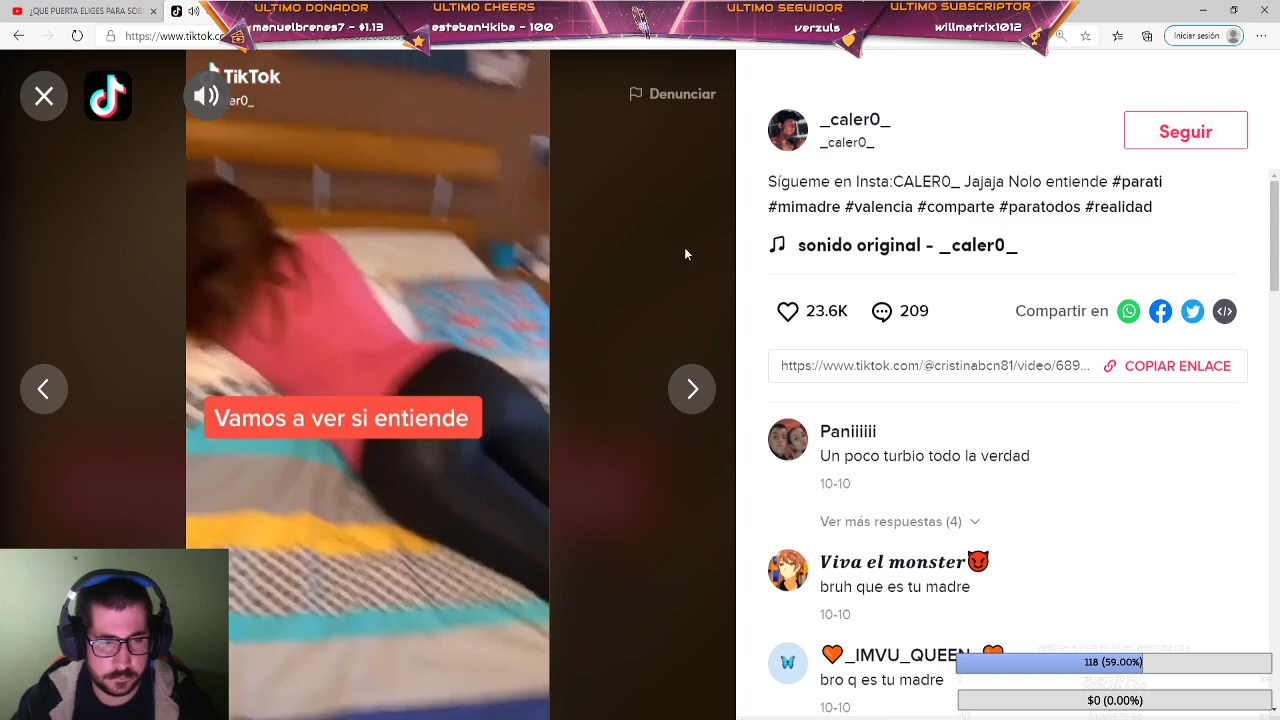 ULTIMO DONADOR
manuelbrenes7 - $1.13
ULTIMO CHEERS
esteban4kiba - 100
ULTIMO SEGUIDOR
verzuls
ULTIMO SUBSCRIPTOR
willmatrix1012
QUE PUERTA ELIGES PARA SOB
https://www.tiktok.co
Iniciar sesión
TikTok
er0_
Denunciar
Vamos a ver si entiende
_caler0_
_caler0_
Seguir
Sígueme en Insta:CALER0_ Jajaja Nolo entiende #parati
#mimadre #valencia #comparte #paratodos #realidad
sonido original - _caler0_
23.6K
209
Compartir en
https://www.tiktok.com/@cristinabcn81/video/689...
COPIAR ENLACE
Paniiiiii
Un poco turbio todo la verdad
10-10
Ver más respuestas (4)
Viva el monster😈
bruh que es tu madre
10-10
🧡_IMVU_QUEEN_🧡
bro q es tu madre
10-10
118 (59.00%)
$0 (0.00%)